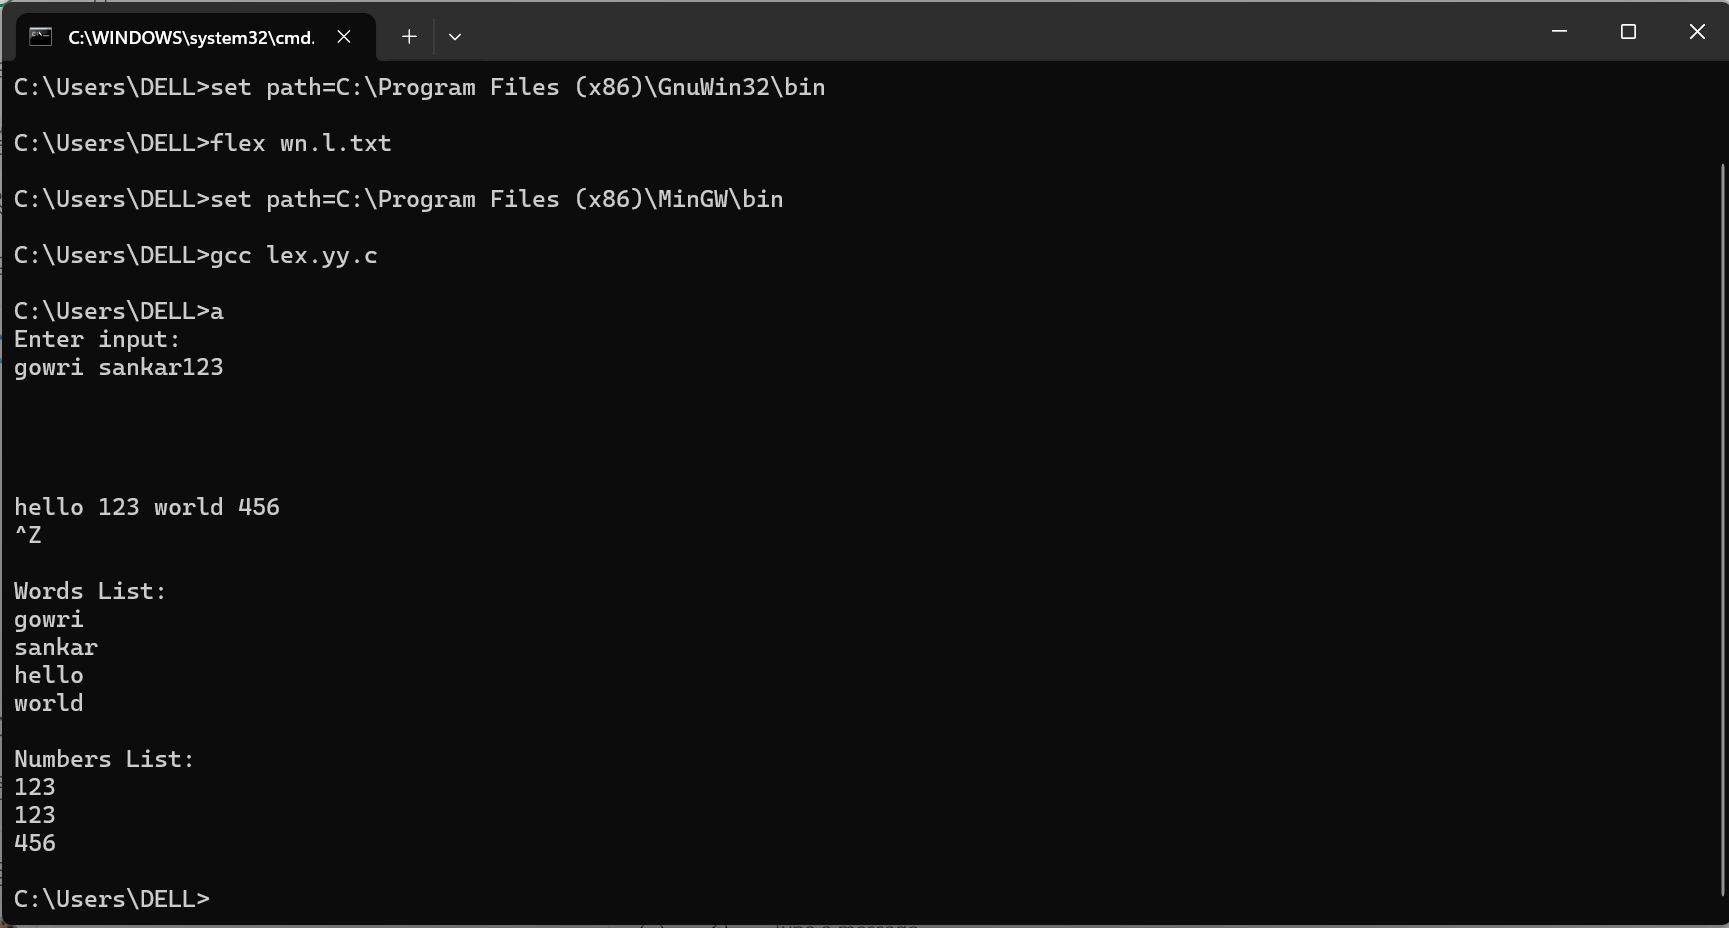 C:\WINDOWS\system32\cmd.
C:\Users\DELL>set path=C:\Program Files (x86)\GnuWin32\bin
C:\Users\DELL>flex wn.l.txt
C:\Users\DELL>set path=C:\Program Files (x86)\MinGW\bin
C:\Users\DELL>gcc lex.yy.c
C:\Users\DELL>a
Enter input:
gowri sankar123
hello 123 world 456
^Z
Words List:
gowri
sankar
hello
world
Numbers List:
123
123
456
C:\Users\DELL>